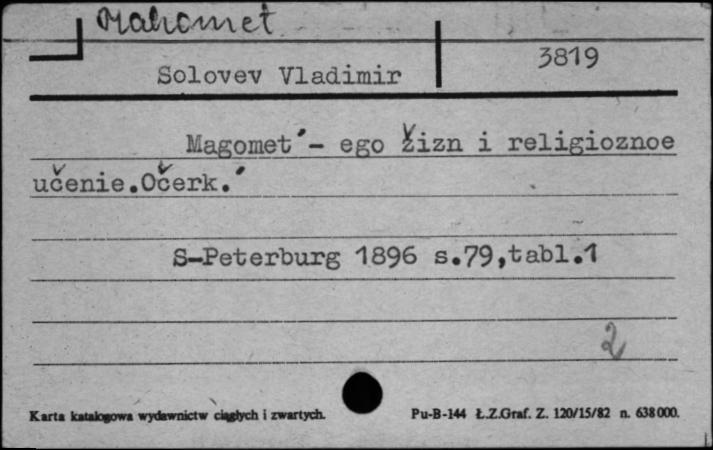 Mahomet
Solovev Vladimir
3819
Magomet´- ego žizn i religioznoe
učenie.Očerk.´
S-Peterburg 1896 s.79,tabl.1
2
Karta katalogowa wydawnictw ciągłych i zwartych.
Pu-B-144 Ł.Z.Graf. Z. 120/15/82 n. 638000.